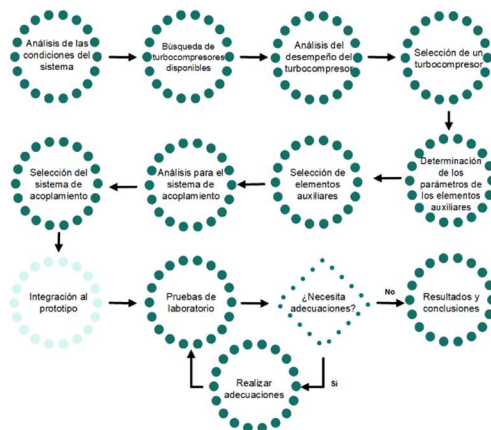 Análisis de las
condiciones del
sistema
Búsqueda de
turbocompresores
disponibles
Análisis del
desempeño del
turbocompresor
Selección de un
turbocompresor
Determinación
de los
parámetros de
los elementos
auxiliares
Selección de
elementos
auxiliares
Análisis para el
sistema de
acoplamiento
Selección del
sistema de
acoplamiento
Integración al
prototipo
Pruebas de
laboratorio
¿Necesita
adecuaciones?
No
Resultados y
conclusiones
Si
Realizar
adecuaciones